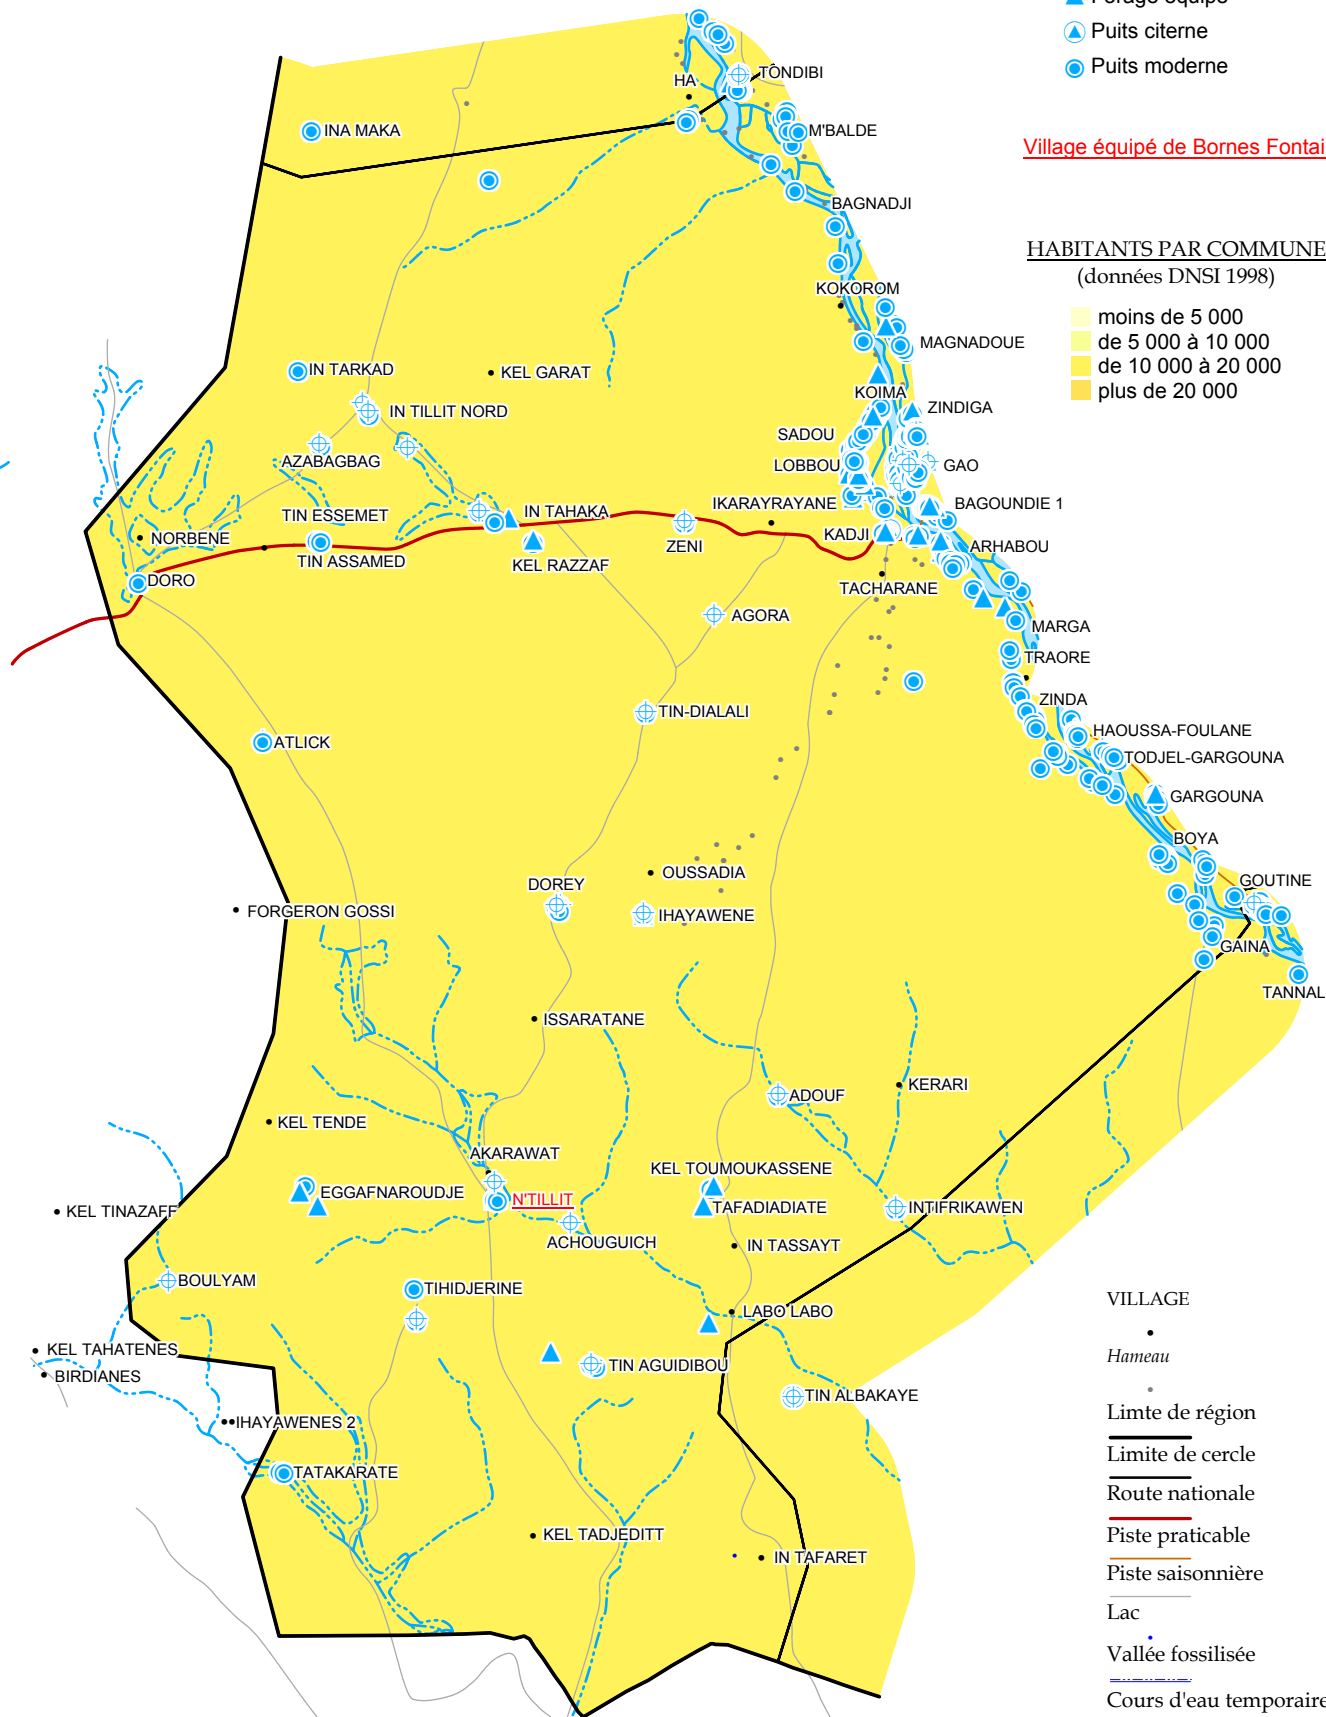 Forage équipé
Puits citerne
Puits moderne
Village équipé de Bornes Fontai
HABITANTS PAR COMMUNE
(données DNSI 1998)
moins de 5 000
de 5 000 à 10 000
de 10 000 à 20 000
plus de 20 000
TONDIBI
HA
INA MAKA
M'BALDE
BAGNADJI
KOKOROM
MAGNADOUE
IN TARKAD
KEL GARAT
KOIMA
IN TILLIT NORD
ZINDIGA
SADOU
AZABAGBAG
LOBBOU
GAO
IKARAYRAYANE
BAGOUNDIE 1
TIN ESSEMET
IN TAHAKA
NORBENE
ZENI
KADJI
ARHABOU
TIN ASSAMED
KEL RAZZAF
DORO
TACHARANE
AGORA
MARGA
TRAORE
ZINDA
TIN-DIALALI
HAOUSSA-FOULANE
ATLICK
TODJEL-GARGOUNA
GARGOUNA
BOYA
OUSSADIA
DOREY
GOUTINE
FORGERON GOSSI
IHAYAWENE
GAINA
TANNAL
ISSARATANE
KERARI
ADOUF
KEL TENDE
AKARAWAT
KEL TOUMOUKASSENE
EGGAFNAROUDJE
N'TILLIT
TAFADIADIATE
INTIFRIKAWEN
KEL TINAZAFF
ACHOUGUICH
IN TASSAYT
BOULYAM
TIHIDJERINE
LABO LABO
KEL TAHATENES
TIN AGUIDIBOU
BIRDIANES
TIN ALBAKAYE
IHAYAWENES 2
TATAKARATE
KEL TADJEDITT
IN TAFARET
VILLAGE
Hameau
Limte de région
Limite de cercle
Route nationale
Piste praticable
Piste saisonnière
Lac
Vallée fossilisée
Cours d'eau temporaire